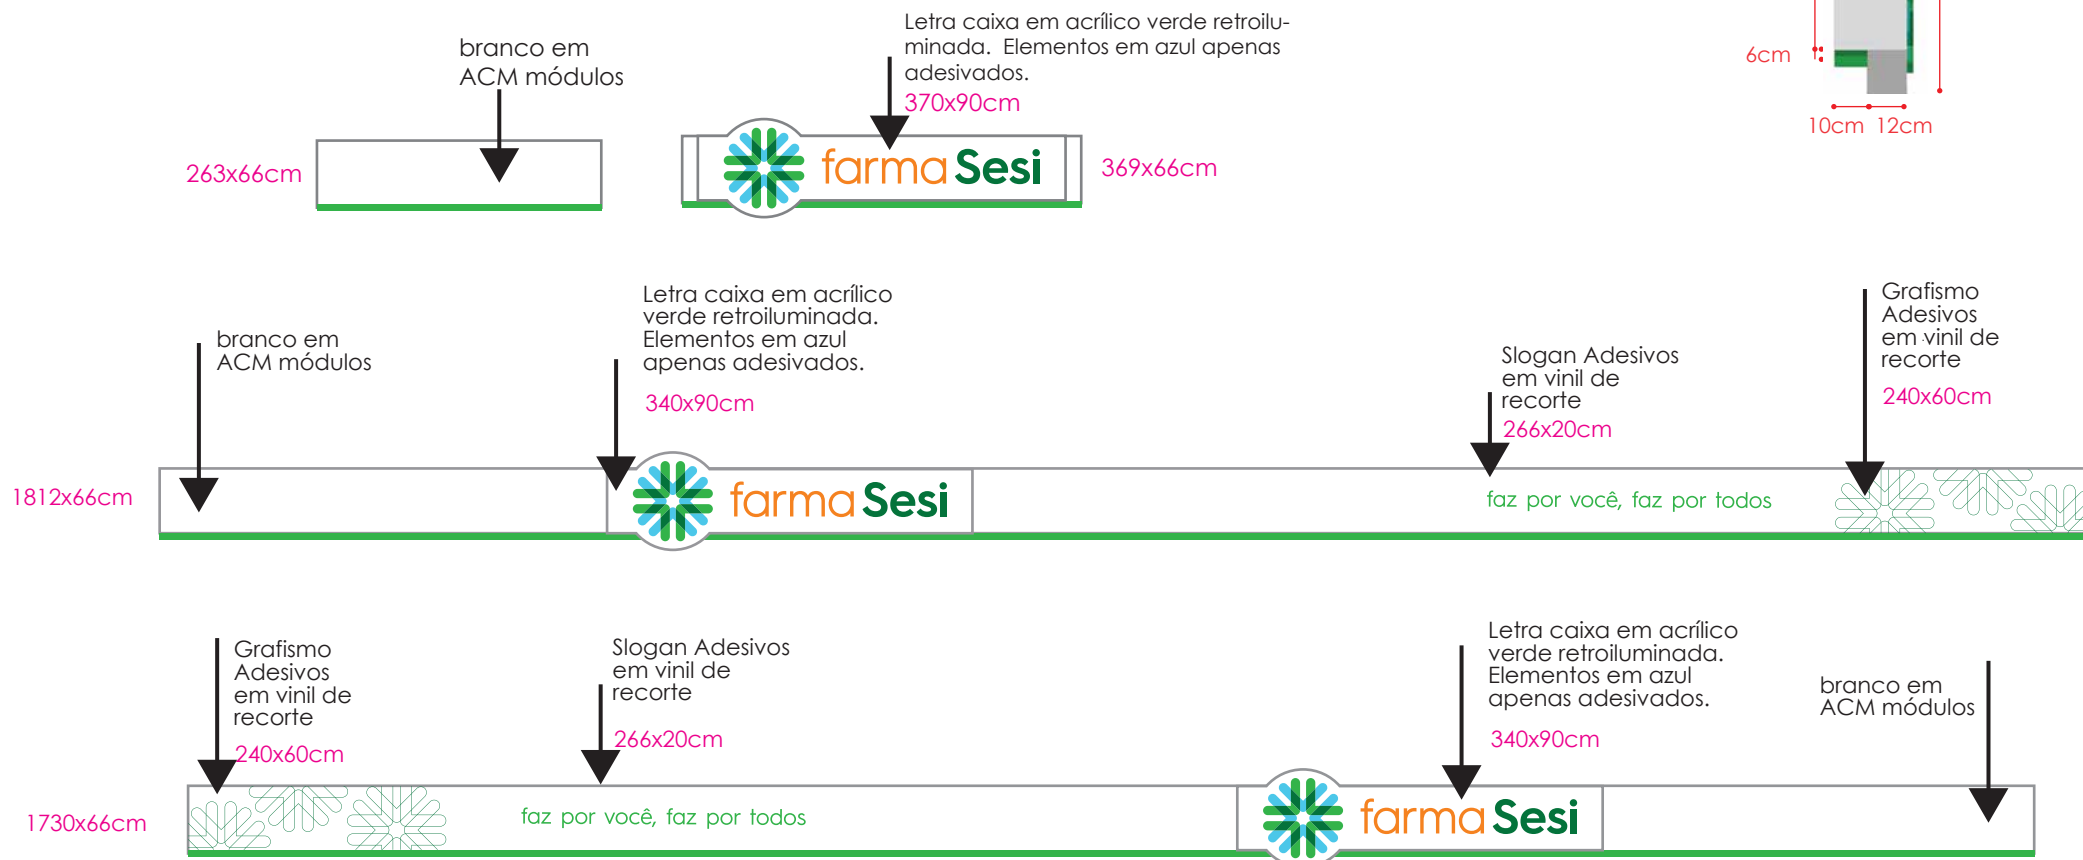 Letra caixa em acrílico verde retroilu-
minada. Elementos em azul apenas
adesivados.
370x90cm
branco em
ACM módulos
6cm
10cm 12cm
263x66cm
farma Sesi
369x66cm
Letra caixa em acrílico
verde retroiluminada.
Elementos em azul
apenas adesivados.
340x90cm
branco em
ACM módulos
Slogan Adesivos
em vinil de
recorte
266x20cm
Grafismo
Adesivos
em vinil de
recorte
240x60cm
1812x66cm
farma Sesi
faz por você, faz por todos
Grafismo
Adesivos
em vinil de
recorte
240x60cm
Slogan Adesivos
em vinil de
recorte
266x20cm
Letra caixa em acrílico
verde retroiluminada.
Elementos em azul
apenas adesivados.
340x90cm
branco em
ACM módulos
1730x66cm
faz por você, faz por todos
farma Sesi